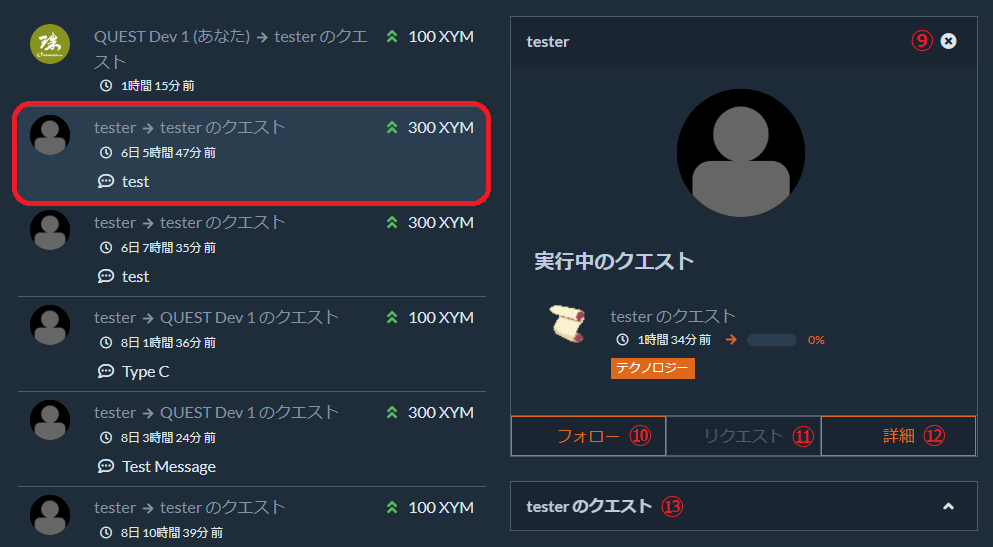 QUEST Dev 1 (あなた) → tester のクエ
スト
100 XYM
1時間 15分 前
tester → tester のクエスト
300 XYM
6日 5時間 47分 前
test
tester → tester のクエスト
300 XYM
6日 7時間 35分 前
test
tester → QUEST Dev 1 のクエスト
100 XYM
8日 1時間 36分 前
Type C
tester → QUEST Dev 1 のクエスト
300 XYM
8日 3時間 24分 前
Test Message
tester → tester のクエスト
100 XYM
8日 10時間 39分 前
tester ⑨
実行中のクエスト
tester のクエスト
1時間 34分 前 → 0%
テクノロジー
フォロー ⑩ リクエスト ⑪ 詳細 ⑫
tester のクエスト ⑬